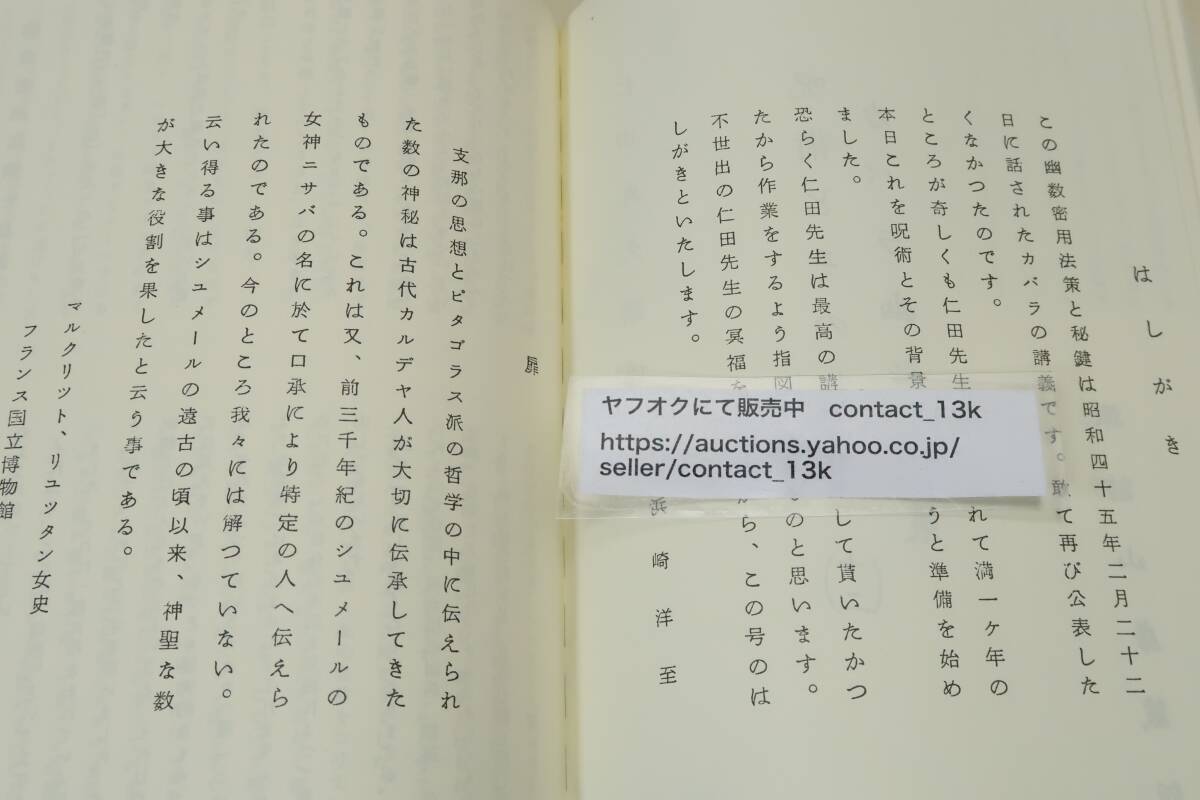 はしがき
この幽数密用法策と秘鍵は昭和四十五年二月二十二
日に話されたカバラの講義です。敢て再び公表した
くなかつたのです。
ところが奇しくも仁田先生 れて満一ヶ年の
本日これを呪術とその背景 うと準備を始め
ました。
恐らく仁田先生は最高の講 して貰いたかつ
たから作業をするよう指図 のと思います。
不世出の仁田先生の冥福を から、この号のは
しがきといたします。
浜崎洋至
ヤフオクにて販売中 contact_13k
https://auctions.yahoo.co.jp/
seller/contact_13k
扉
支那の思想とピタゴラス派の哲学の中に伝えられ
た数の神秘は古代カルデヤ人が大切に伝承してきた
ものである。これは又、前三千年紀のシユメールの
女神ニサバの名に於て口承により特定の人へ伝えら
れたのである。今のところ我々には解つていない。
云い得る事はシユメールの遠古の頃以来、神聖な数
が大きな役割を果したと云う事である。
マルクリツト、リユツタン女史
フランス国立博物館